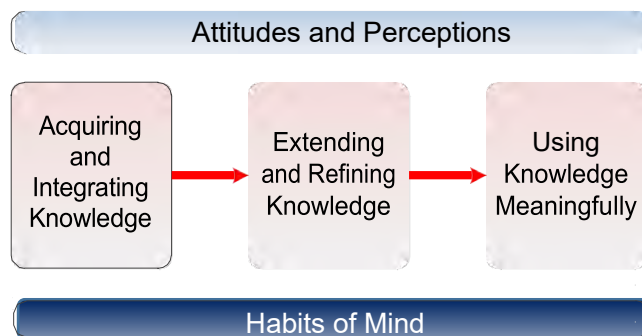 Attitudes and Perceptions
Acquiring
and
Integrating
Knowledge
Extending
and Refining
Knowledge
Using
Knowledge
Meaningfully
Habits of Mind